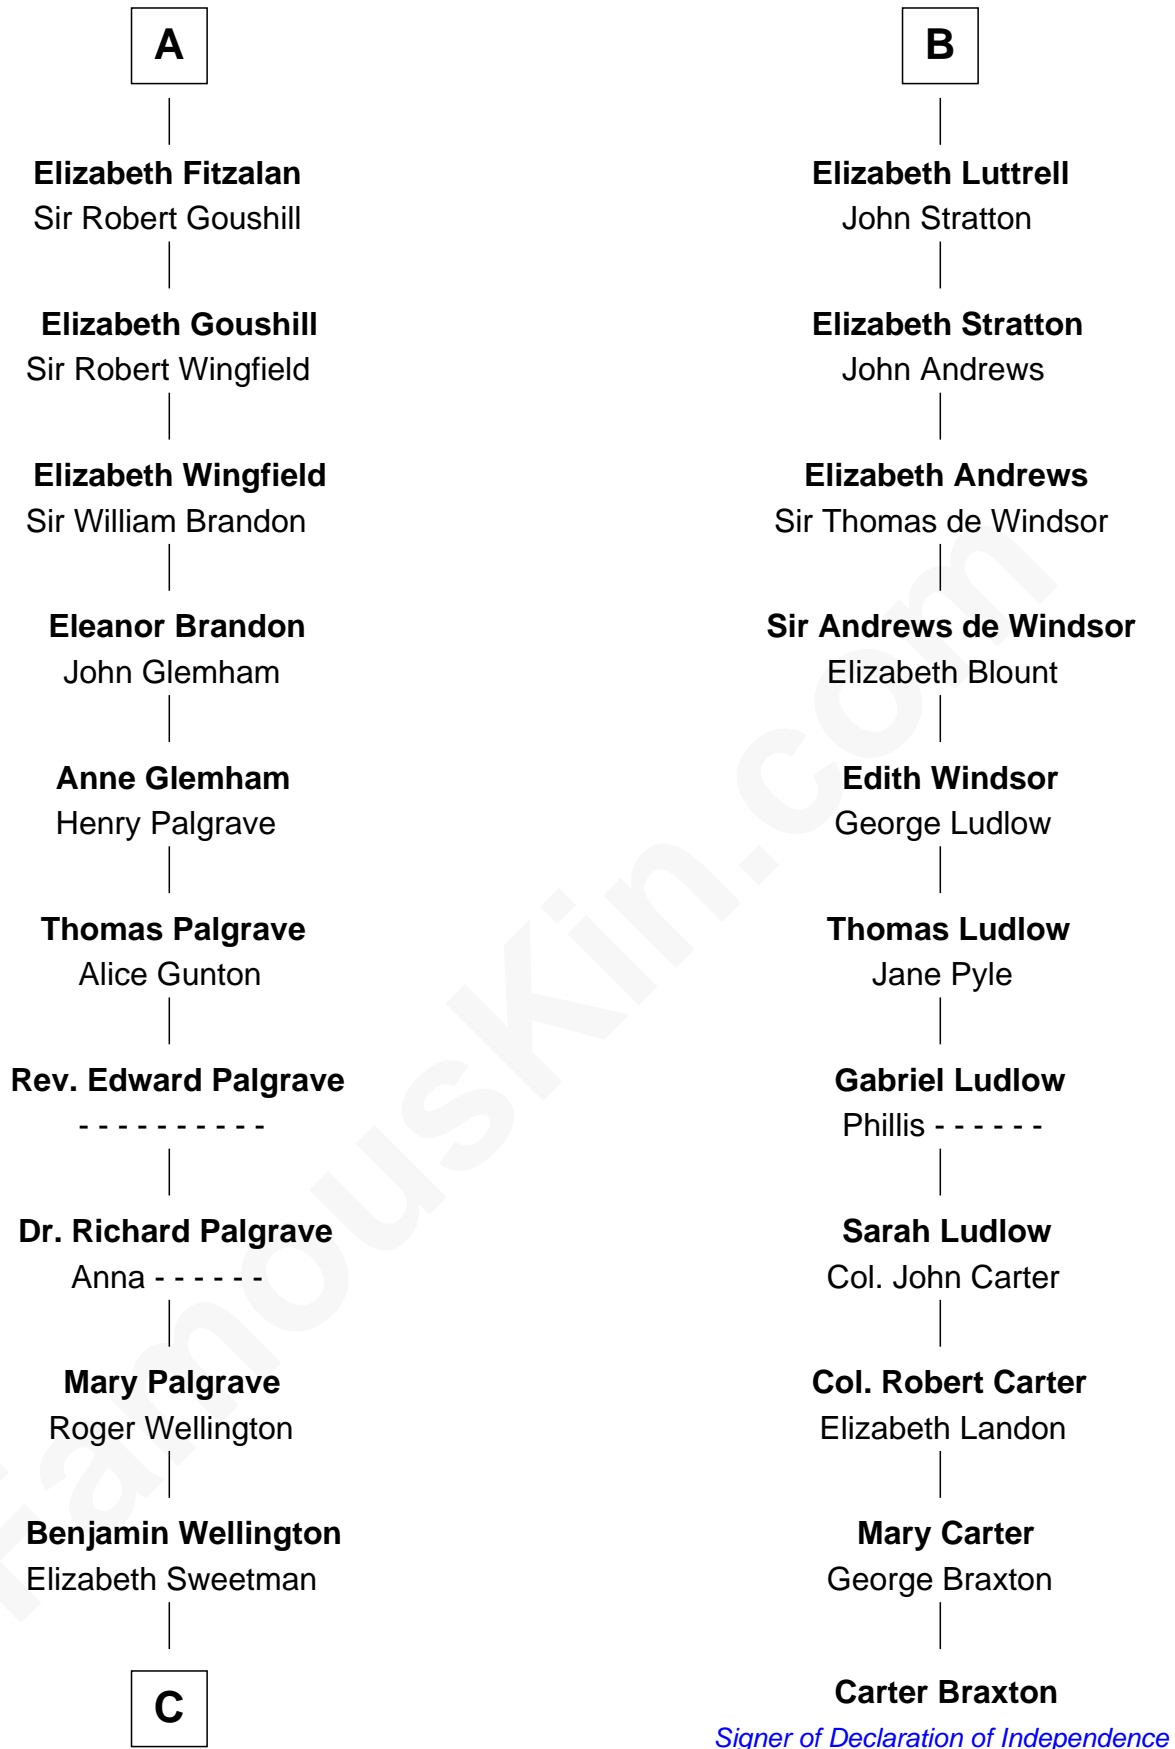 A
Elizabeth Fitzalan
Sir Robert Goushill
Elizabeth Goushill
Sir Robert Wingfield
Elizabeth Wingfield
Sir William Brandon
Eleanor Brandon
John Glemham
Anne Glemham
Henry Palgrave
Thomas Palgrave
Alice Gunton
Rev. Edward Palgrave
- - - - - - - - - -
Dr. Richard Palgrave
Anna - - - - - -
Mary Palgrave
Roger Wellington
Benjamin Wellington
Elizabeth Sweetman
C
B
Elizabeth Luttrell
John Stratton
Elizabeth Stratton
John Andrews
Elizabeth Andrews
Sir Thomas de Windsor
Sir Andrews de Windsor
Elizabeth Blount
Edith Windsor
George Ludlow
Thomas Ludlow
Jane Pyle
Gabriel Ludlow
Phillis - - - - - -
Sarah Ludlow
Col. John Carter
Col. Robert Carter
Elizabeth Landon
Mary Carter
George Braxton
Carter Braxton
Signer of Declaration of Independence
FamousKin.com